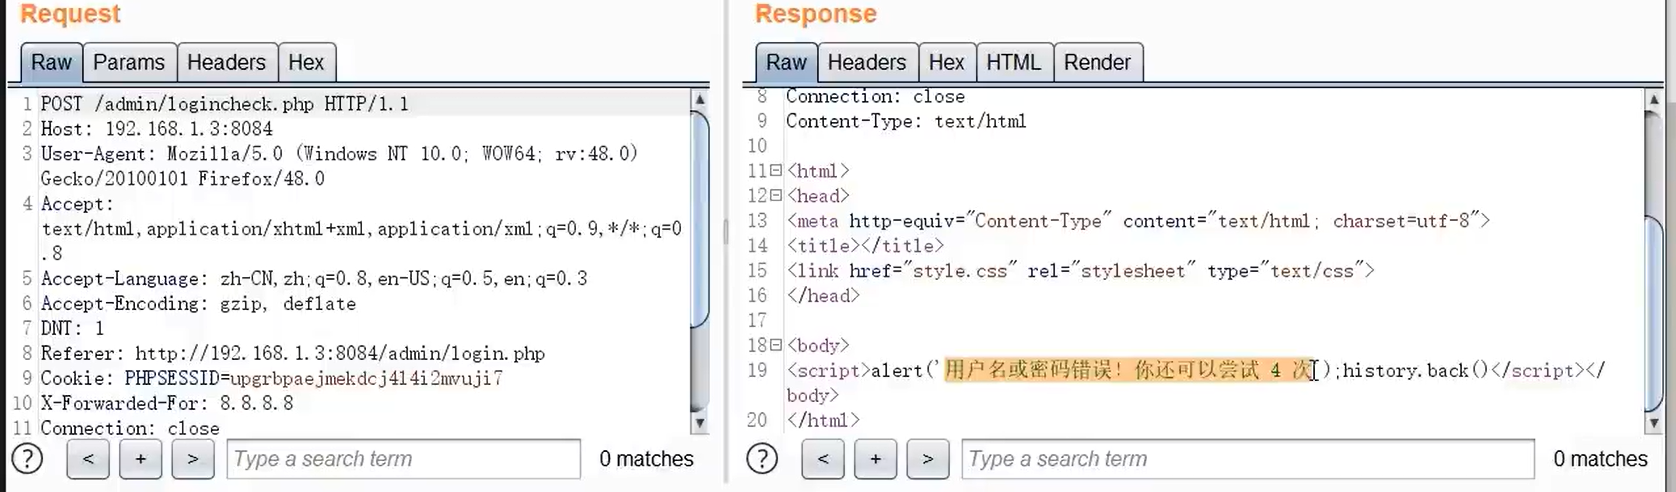 Request
Raw Params Headers Hex
1 POST /admin/logincheck.php HTTP/1.1
2 Host: 192.168.1.3:8084
3 User-Agent: Mozilla/5.0 (Windows NT 10.0; WOW64; rv:48.0)
Gecko/20100101 Firefox/48.0
4 Accept:
text/html,application/xhtml+xml,application/xml;q=0.9,*/*;q=0
.8
5 Accept-Language: zh-CN,zh;q=0.8,en-US;q=0.5,en;q=0.3
6 Accept-Encoding: gzip, deflate
7 DNT: 1
8 Referer: http://192.168.1.3:8084/admin/login.php
9 Cookie: PHPSESSID=upgrbpaejmekdcj4l4i2mvuji7
10 X-Forwarded-For: 8.8.8.8
11 Connection: close
? < + > Type a search term 0 matches
Response
Raw Headers Hex HTML Render
8 Connection: close
9 Content-Type: text/html
10
11 <html>
12 <head>
13 <meta http-equiv="Content-Type" content="text/html; charset=utf-8">
14 <title></title>
15 <link href="style.css" rel="stylesheet" type="text/css">
16 </head>
17
18 <body>
19 <script>alert('用户名或密码错误！你还可以尝试 4 次');history.back()</script></
body>
20 </html>
? < + > Type a search term 0 matches